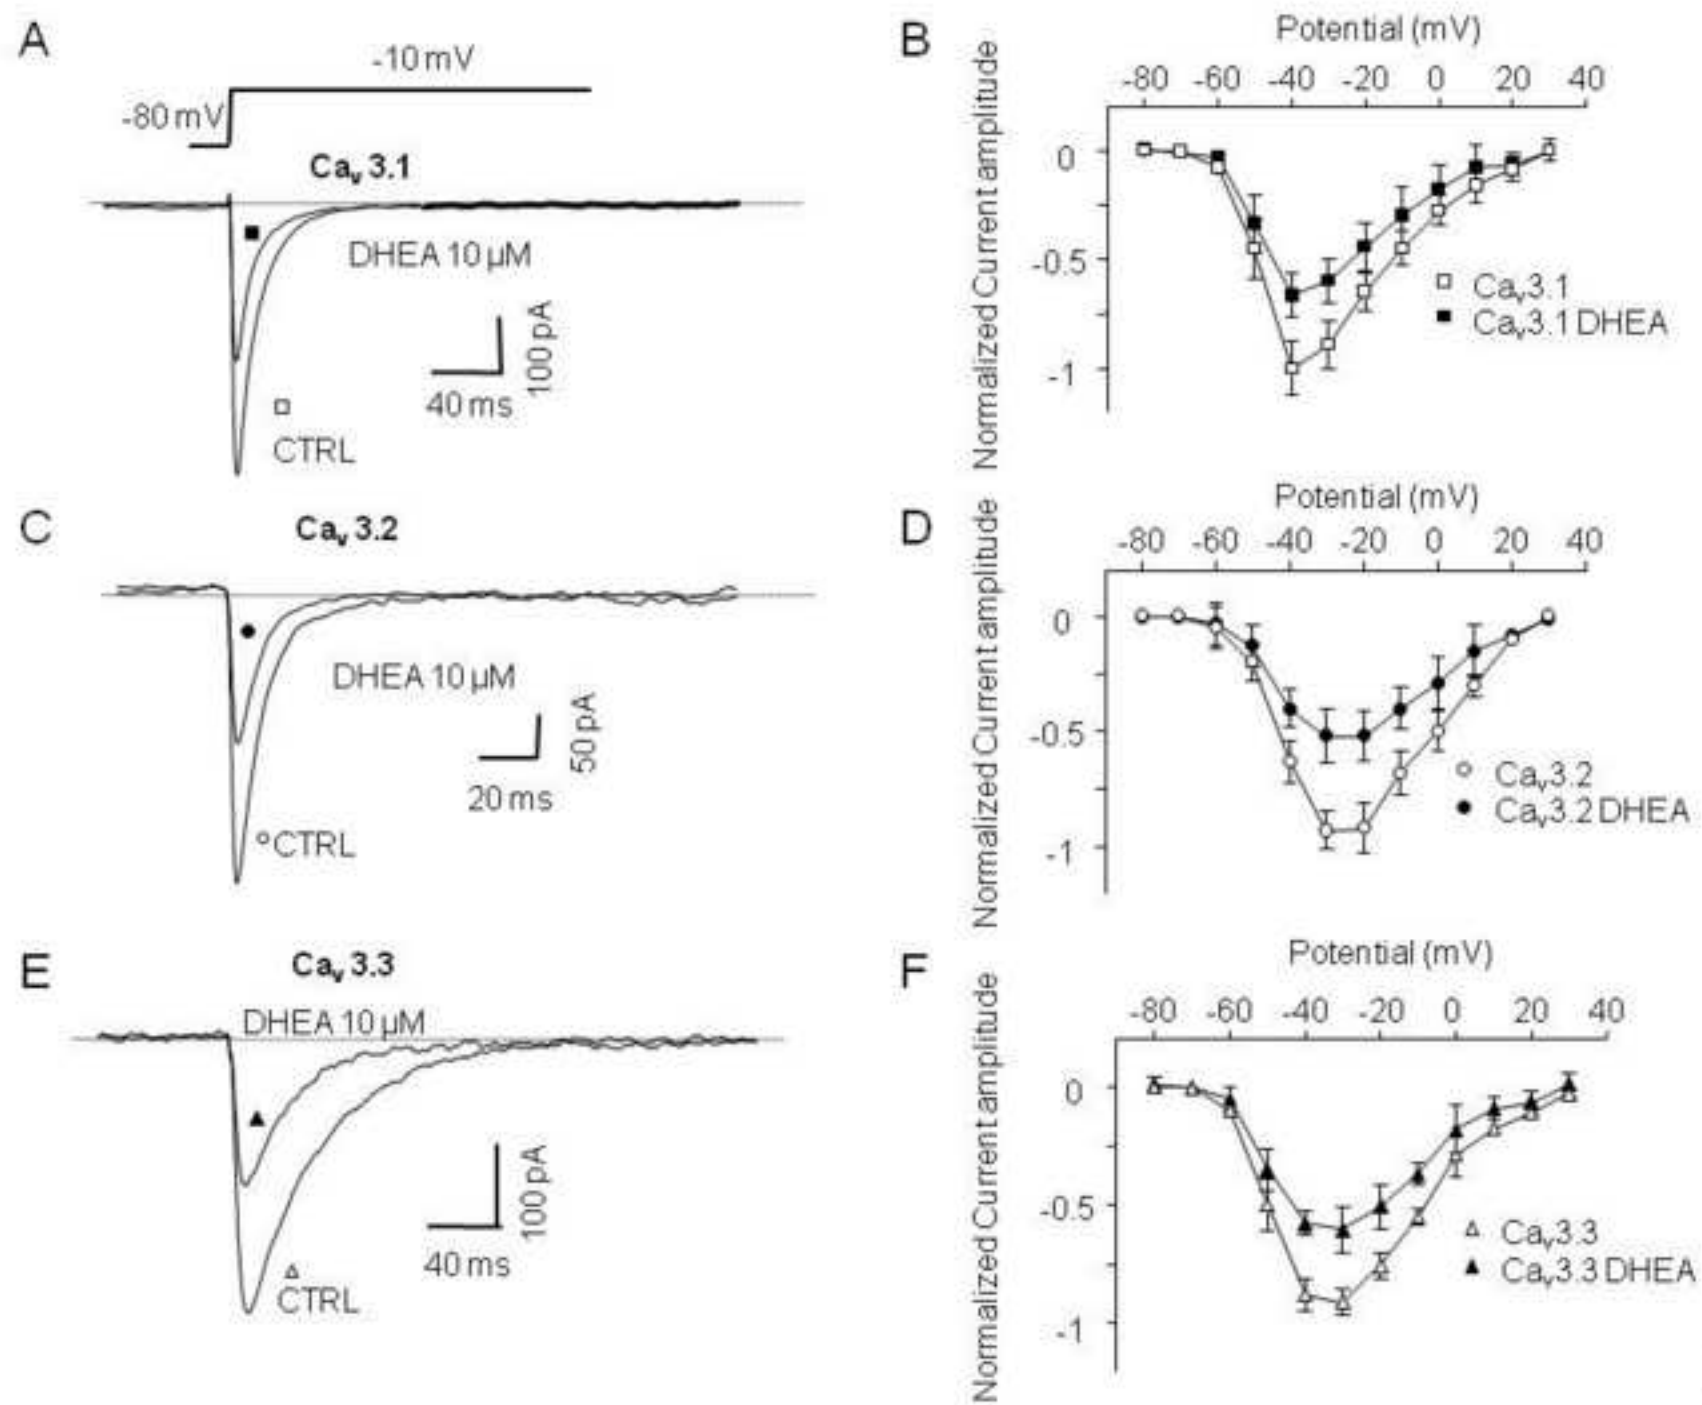 A
-10 mV
-80 mV
Cav 3.1
DHEA 10 µM
100 pA
40 ms
CTRL
B
Potential (mV)
-80 -60 -40 -20 0 20 40
Normalized Current amplitude
0
-0.5
-1
Cav3.1
Cav3.1 DHEA
C
Cav 3.2
DHEA 10 µM
50 pA
20 ms
CTRL
D
Potential (mV)
-80 -60 -40 -20 0 20 40
Normalized Current amplitude
0
-0.5
-1
Cav3.2
Cav3.2 DHEA
E
Cav 3.3
DHEA 10 µM
100 pA
40 ms
CTRL
F
Potential (mV)
-80 -60 -40 -20 0 20 40
Normalized Current amplitude
0
-0.5
-1
Cav3.3
Cav3.3 DHEA